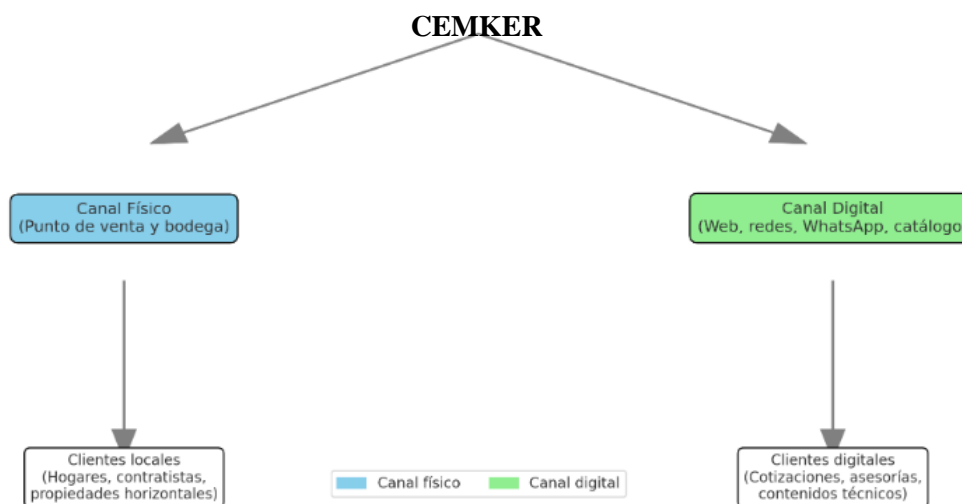 CEMKER
Canal Físico
(Punto de venta y bodega)
Canal Digital
(Web, redes, WhatsApp, catálogo
Clientes locales
(Hogares, contratistas,
propiedades horizontales)
Canal físico
Canal digital
Clientes digitales
(Cotizaciones, asesorías,
contenidos técnicos)